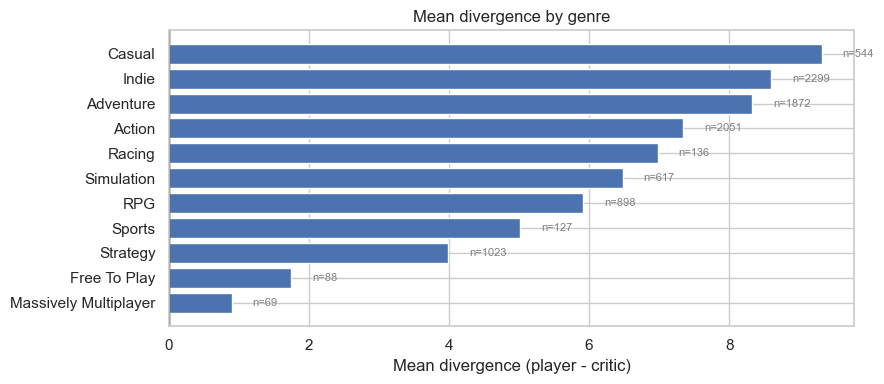 Mean divergence by genre
Casual n=544
Indie n=2299
Adventure n=1872
Action n=2051
Racing n=136
Simulation n=617
RPG n=898
Sports n=127
Strategy n=1023
Free To Play n=88
Massively Multiplayer n=69
0 2 4 6 8
Mean divergence (player - critic)